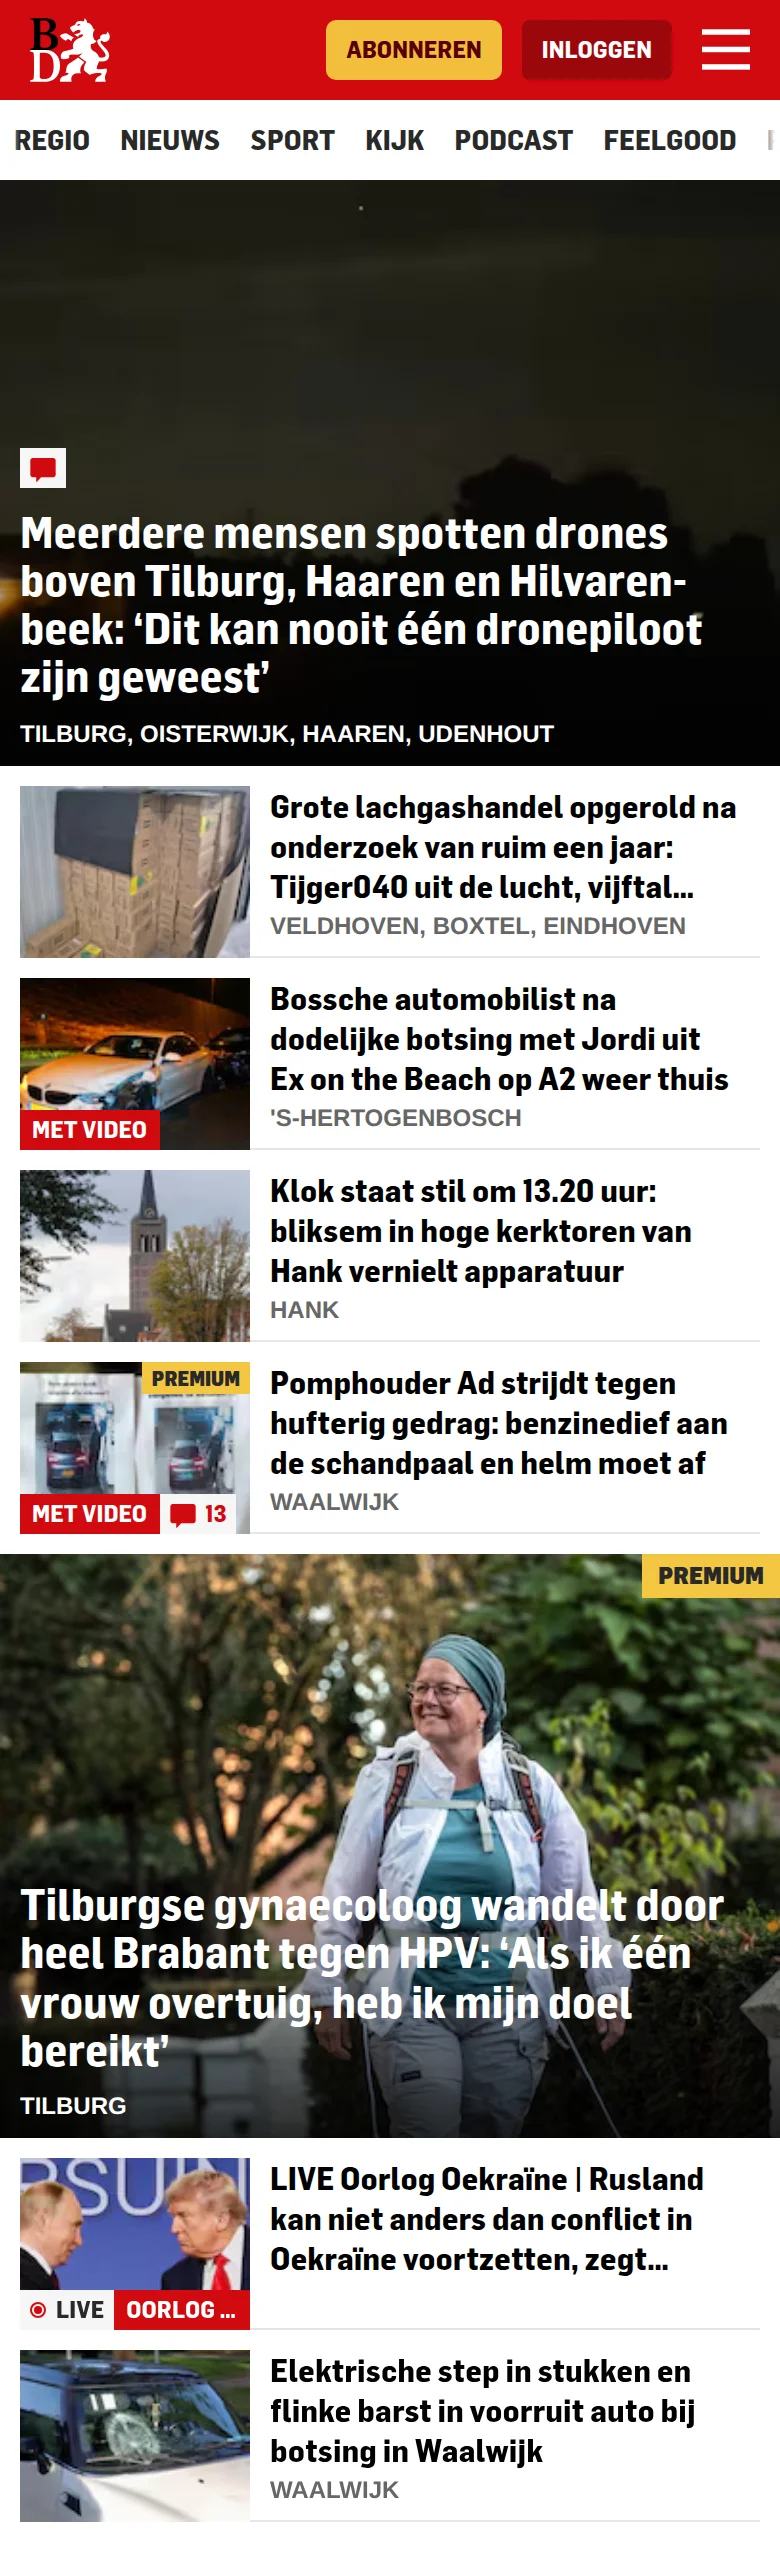 BD
ABONNEREN
INLOGGEN
REGIO NIEUWS SPORT KIJK PODCAST FEELGOOD
Meerdere mensen spotten drones
boven Tilburg, Haaren en Hilvaren-
beek: ‘Dit kan nooit één dronepiloot
zijn geweest’
TILBURG, OISTERWIJK, HAAREN, UDENHOUT
Grote lachgashandel opgerold na
onderzoek van ruim een jaar:
Tijger040 uit de lucht, vijftal...
VELDHOVEN, BOXTEL, EINDHOVEN
MET VIDEO
Bossche automobilist na
dodelijke botsing met Jordi uit
Ex on the Beach op A2 weer thuis
'S-HERTOGENBOSCH
Klok staat stil om 13.20 uur:
bliksem in hoge kerktoren van
Hank vernielt apparatuur
HANK
PREMIUM
MET VIDEO
13
Pomphouder Ad strijdt tegen
hufterig gedrag: benzinedief aan
de schandpaal en helm moet af
WAALWIJK
PREMIUM
Tilburgse gynaecoloog wandelt door
heel Brabant tegen HPV: ‘Als ik één
vrouw overtuig, heb ik mijn doel
bereikt’
TILBURG
RSUIN
LIVE
OORLOG ...
LIVE Oorlog Oekraïne | Rusland
kan niet anders dan conflict in
Oekraïne voortzetten, zegt...
Elektrische step in stukken en
flinke barst in voorruit auto bij
botsing in Waalwijk
WAALWIJK